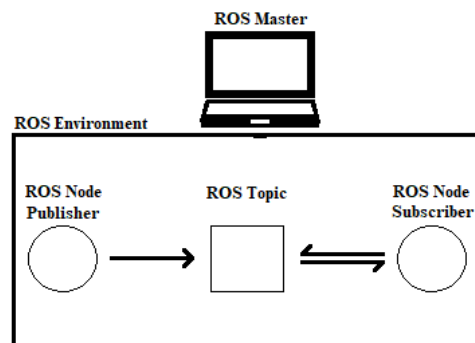 ROS Master
ROS Environment
ROS Node
Publisher
ROS Topic
ROS Node
Subscriber